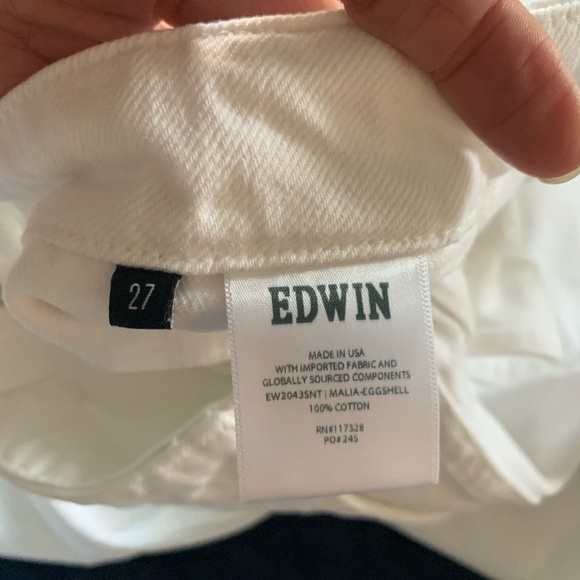 27
EDWIN
MADE IN USA
WITH IMPORTED FABRIC AND
GLOBALLY SOURCED COMPONENTS
EW2043SNT | MALIA-EGGSHELL
100% COTTON
RN#117328
PO# 245